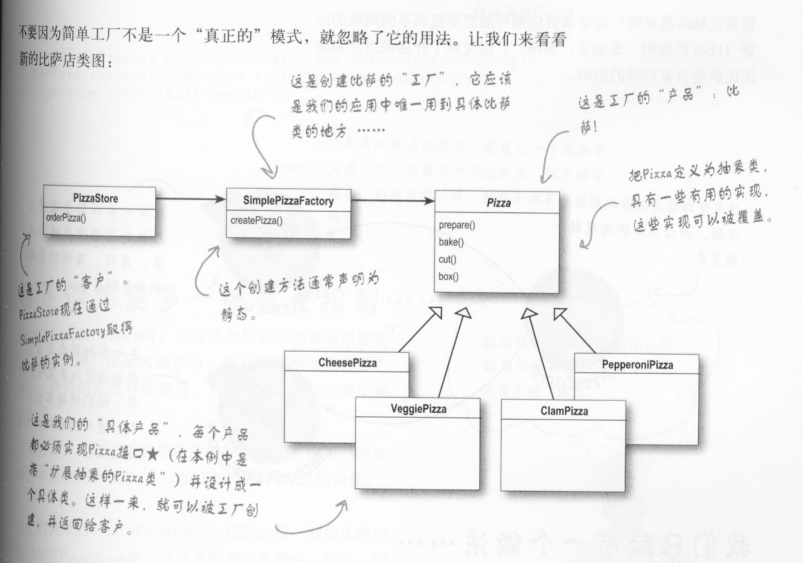 不要因为简单工厂不是一个“真正的”模式，就忽略了它的用法。让我们来看看
新的比萨店类图：
这是创建比萨的“工厂”，它应该
是我们的应用中唯一用到具体比萨
类的地方……
这是工厂的“产品”：比
萨！
把Pizza定义为抽象类，
具有一些有用的实现，
这些实现可以被覆盖。
PizzaStore
orderPizza()
SimplePizzaFactory
createPizza()
Pizza
prepare()
bake()
cut()
box()
这是工厂的“客户”。
PizzaStore现在通过
SimplePizzaFactory取得
比萨的实例。
这个创建方法通常声明为
静态。
CheesePizza
VeggiePizza
ClamPizza
PepperoniPizza
这是我们的“具体产品”，每个产品
都必须实现Pizza接口★（在本例中是
指“扩展抽象的Pizza类”）并设计成一
个具体类。这样一来，就可以被工厂创
建，并返回给客户。
我们已经有一个做法……